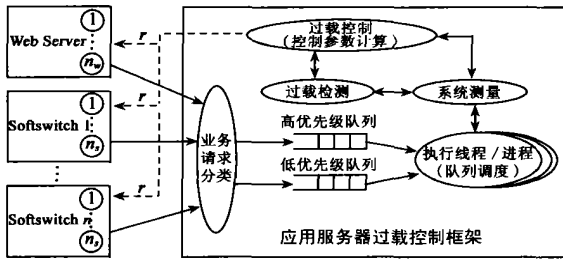 Web Server
1
n_w
r
Softswitch 1
1
n_s
r
Softswitch n
1
n_s
r
业务
请求
分类
过载控制
(控制参数计算)
过载检测
系统测量
高优先级队列
低优先级队列
执行线程/进程
(队列调度)
应用服务器过载控制框架